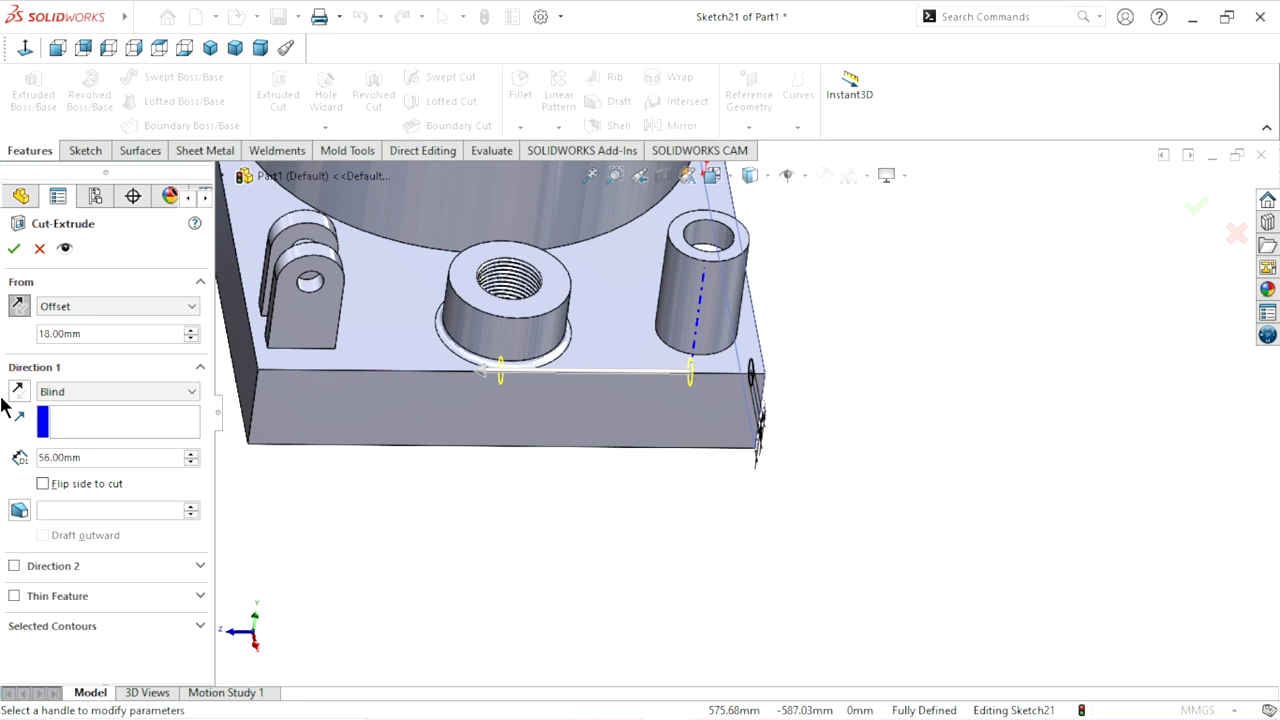 SOLIDWORKS
Sketch21 of Part1 *
Search Commands
Extruded Boss/Base
Revolved Boss/Base
Swept Boss/Base
Lofted Boss/Base
Boundary Boss/Base
Extruded Cut
Hole Wizard
Revolved Cut
Swept Cut
Lofted Cut
Boundary Cut
Fillet
Linear Pattern
Rib
Draft
Shell
Wrap
Intersect
Mirror
Reference Geometry
Curves
Instant3D
Features
Sketch
Surfaces
Sheet Metal
Weldments
Mold Tools
Direct Editing
Evaluate
SOLIDWORKS Add-Ins
SOLIDWORKS CAM
Part1 (Default) <<Default...
Cut-Extrude
From
Offset
18.00mm
Direction 1
Blind
D1
56.00mm
Flip side to cut
Draft outward
Direction 2
Thin Feature
Selected Contours
Y
Z
X
Model
3D Views
Motion Study 1
Select a handle to modify parameters
575.68mm
-587.03mm
0mm
Fully Defined
Editing Sketch21
MMGS